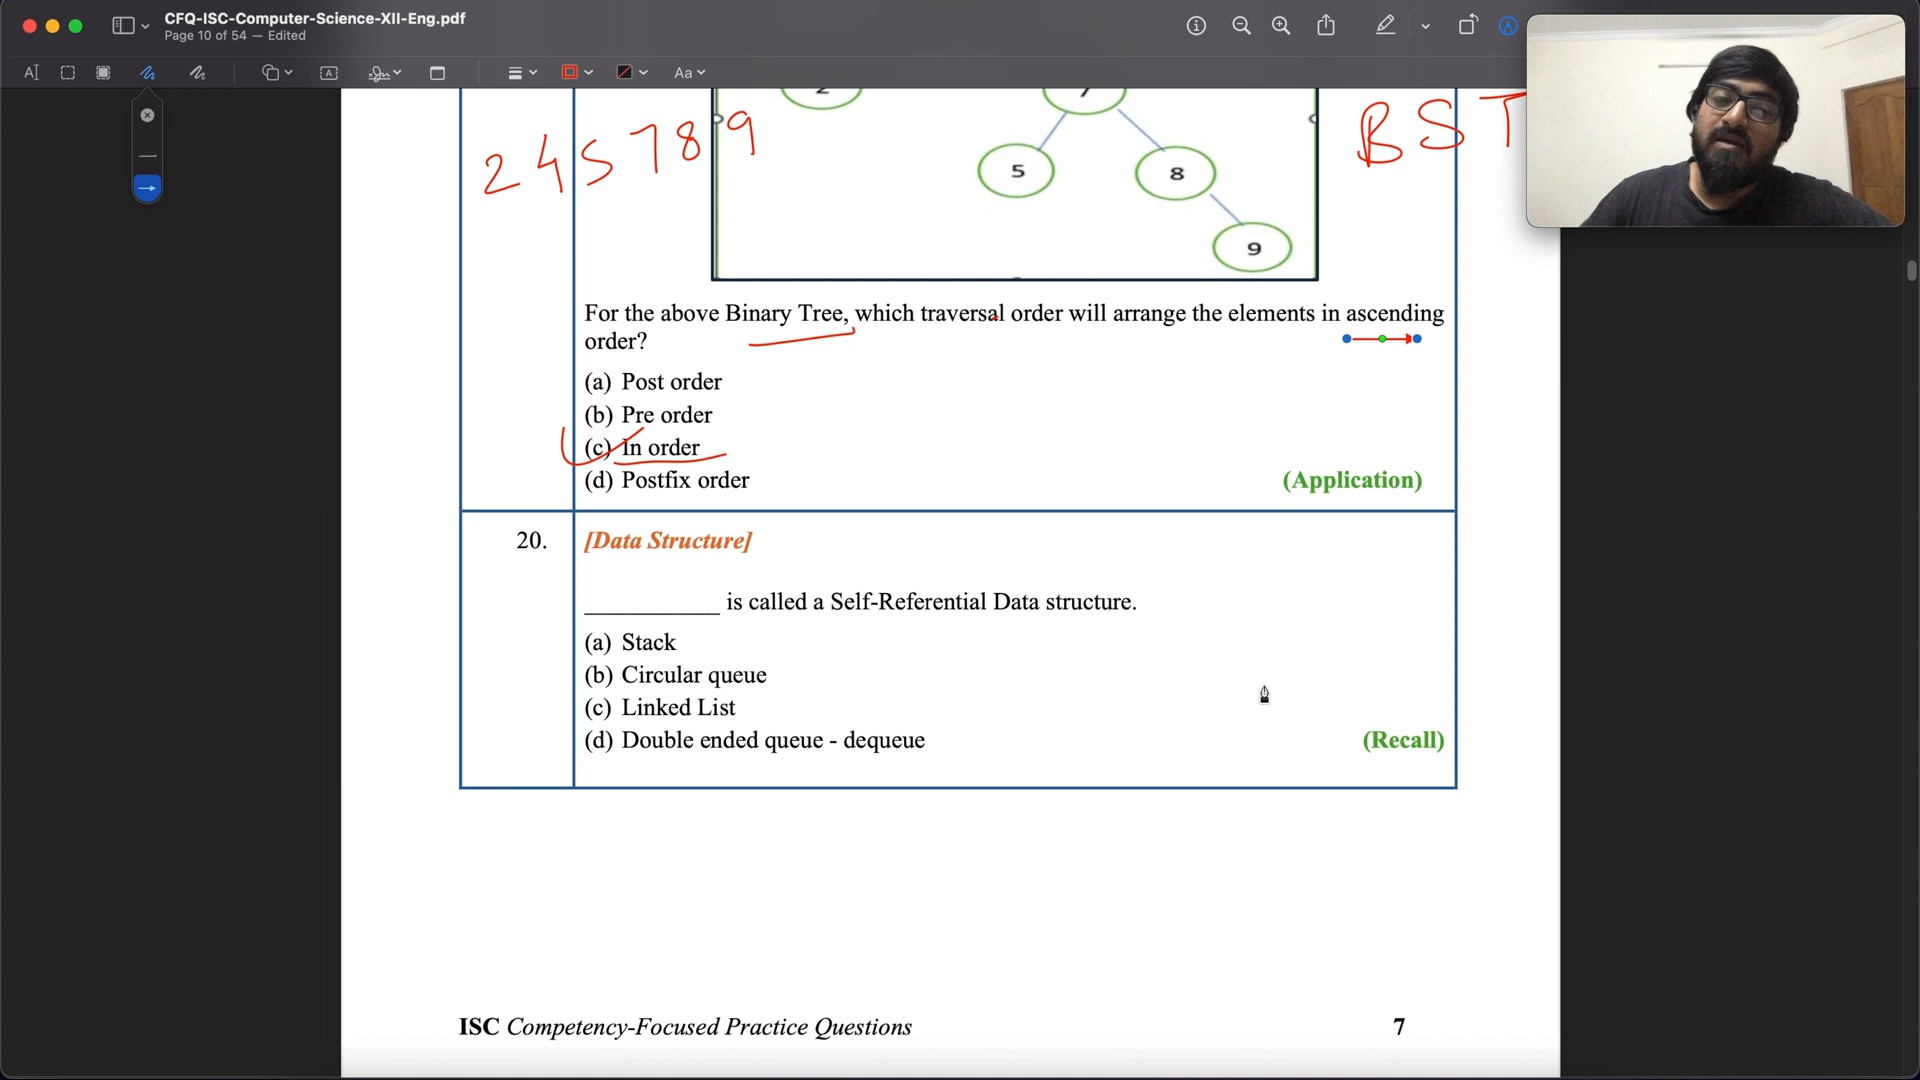 CFQ-ISC-Computer-Science-XII-Eng.pdf
Page 10 of 54 — Edited
Aa
2 4 5 7 8 9
B S T
2
7
5
8
9
For the above Binary Tree, which traversal order will arrange the elements in ascending
order?
(a) Post order
(b) Pre order
(c) In order
(d) Postfix order
(Application)
20.
[Data Structure]
___________ is called a Self-Referential Data structure.
(a) Stack
(b) Circular queue
(c) Linked List
(d) Double ended queue - dequeue
(Recall)
ISC Competency-Focused Practice Questions
7